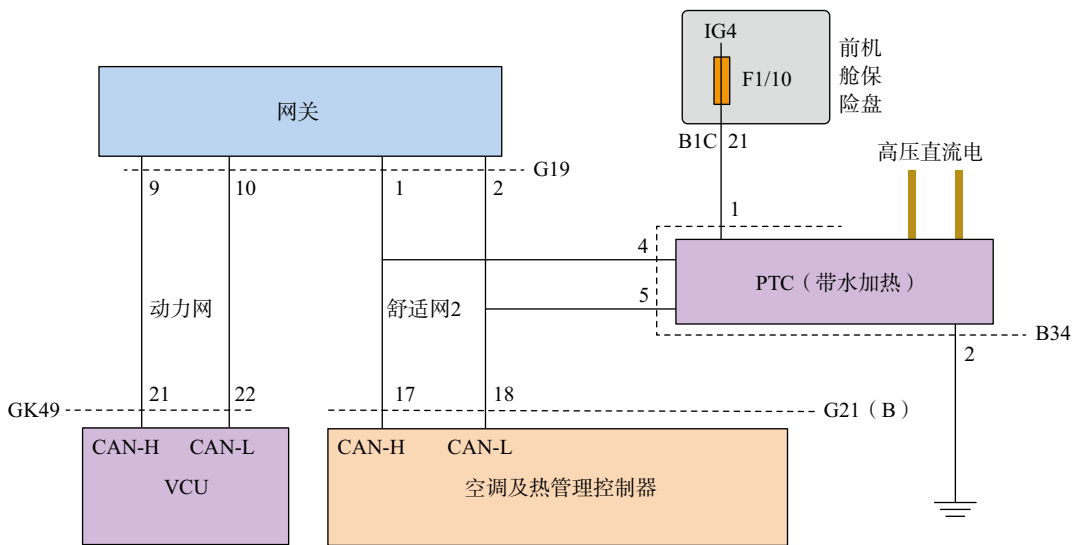 IG4
F1/10
前机
舱保
险盘
B1C 21
网关
高压直流电
G19
9 10 1 2
1
4
PTC（带水加热）
5
动力网 舒适网2
B34
2
21 22 17 18
GK49
G21（B）
CAN-H CAN-L CAN-H CAN-L
VCU 空调及热管理控制器